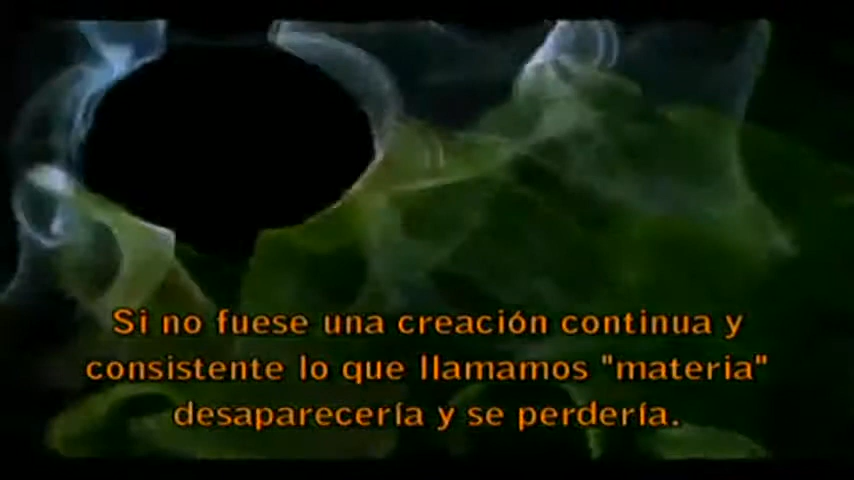 Si no fuese una creación continua y
consistente lo que llamamos "materia"
desaparecería y se perdería.